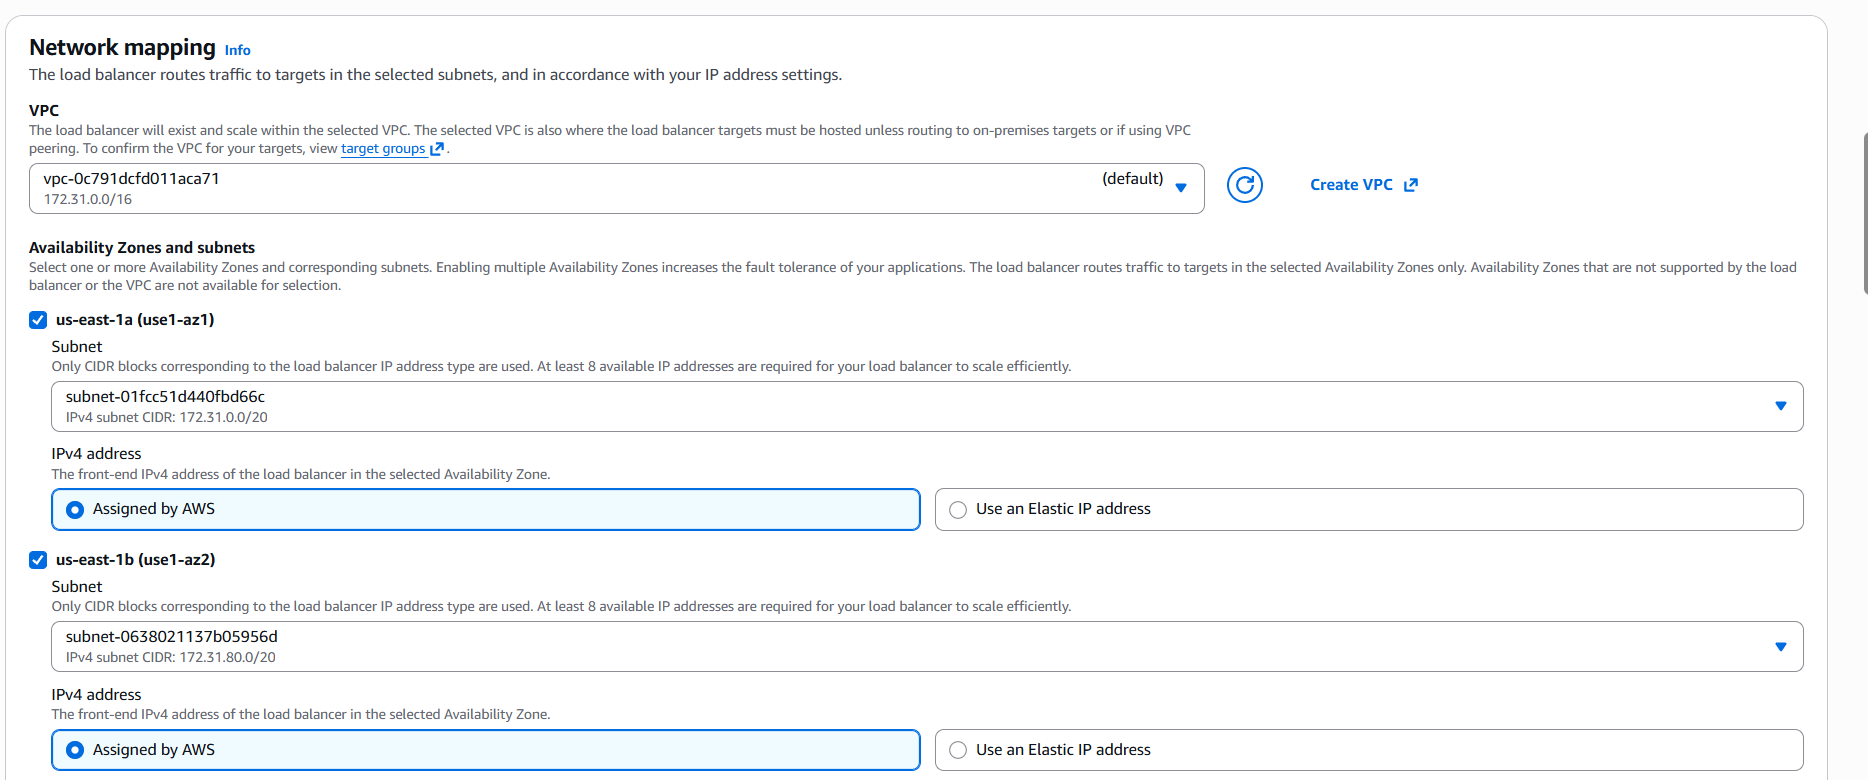 Network mapping Info
The load balancer routes traffic to targets in the selected subnets, and in accordance with your IP address settings.
VPC
The load balancer will exist and scale within the selected VPC. The selected VPC is also where the load balancer targets must be hosted unless routing to on-premises targets or if using VPC
peering. To confirm the VPC for your targets, view target groups.
vpc-0c791dcfd011aca71 (default)
172.31.0.0/16
Create VPC
Availability Zones and subnets
Select one or more Availability Zones and corresponding subnets. Enabling multiple Availability Zones increases the fault tolerance of your applications. The load balancer routes traffic to targets in the selected Availability Zones only. Availability Zones that are not supported by the load
balancer or the VPC are not available for selection.
us-east-1a (use1-az1)
Subnet
Only CIDR blocks corresponding to the load balancer IP address type are used. At least 8 available IP addresses are required for your load balancer to scale efficiently.
subnet-01fcc51d440fbd66c
IPv4 subnet CIDR: 172.31.0.0/20
IPv4 address
The front-end IPv4 address of the load balancer in the selected Availability Zone.
Assigned by AWS
Use an Elastic IP address
us-east-1b (use1-az2)
Subnet
Only CIDR blocks corresponding to the load balancer IP address type are used. At least 8 available IP addresses are required for your load balancer to scale efficiently.
subnet-0638021137b05956d
IPv4 subnet CIDR: 172.31.80.0/20
IPv4 address
The front-end IPv4 address of the load balancer in the selected Availability Zone.
Assigned by AWS
Use an Elastic IP address